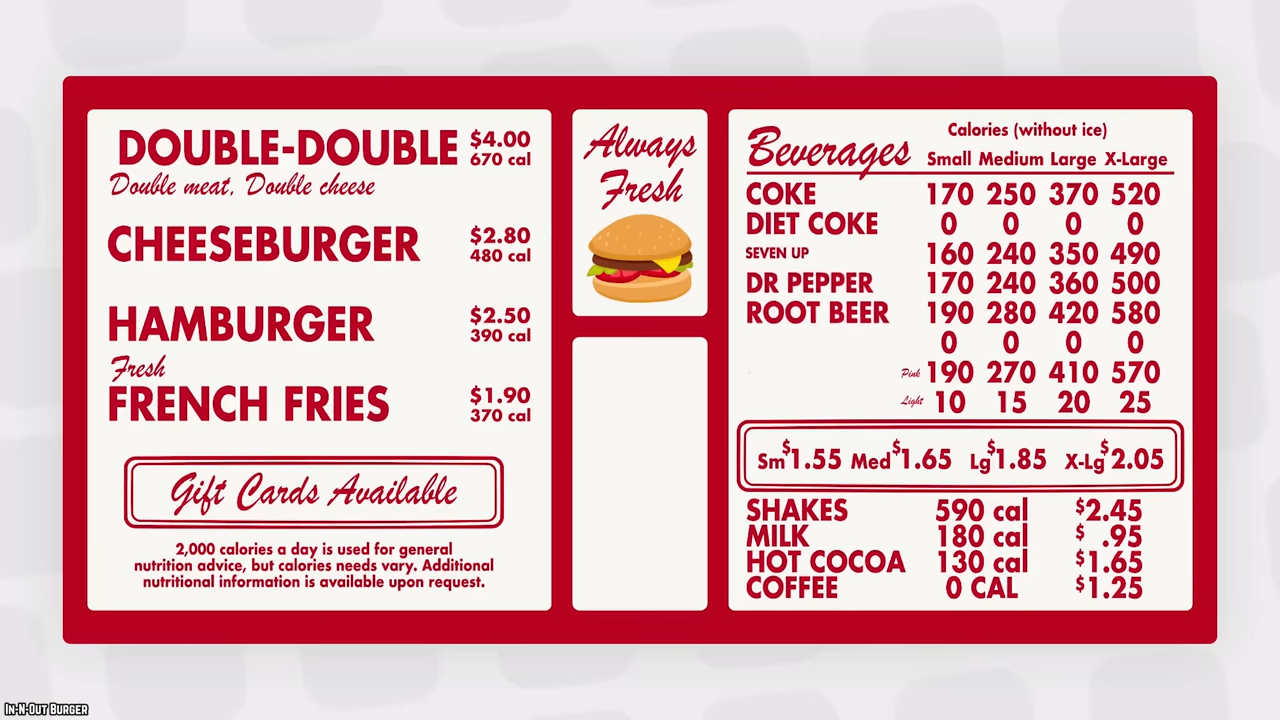 DOUBLE-DOUBLE $4.00
670 cal
Double meat, Double cheese
CHEESEBURGER $2.80
480 cal
HAMBURGER $2.50
390 cal
Fresh
FRENCH FRIES $1.90
370 cal
Gift Cards Available
2,000 calories a day is used for general
nutrition advice, but calories needs vary. Additional
nutritional information is available upon request.
Always
Fresh
Calories (without ice)
Beverages Small Medium Large X-Large
COKE 170 250 370 520
DIET COKE 0 0 0 0
SEVEN UP 160 240 350 490
DR PEPPER 170 240 360 500
ROOT BEER 190 280 420 580
0 0 0 0
Pink 190 270 410 570
Light 10 15 20 25
Sm $1.55 Med $1.65 Lg $1.85 X-Lg $2.05
SHAKES 590 cal $2.45
MILK 180 cal $ .95
HOT COCOA 130 cal $1.65
COFFEE 0 CAL $1.25
IN-N-OUT BURGER